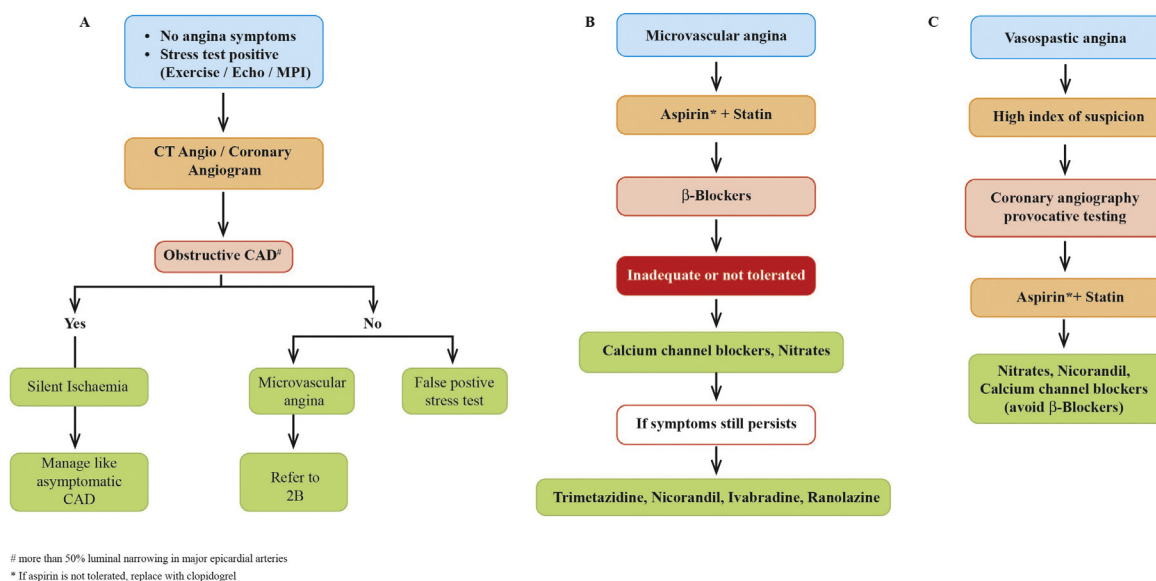 A
• No angina symptoms
• Stress test positive
(Exercise / Echo / MPI)
CT Angio / Coronary
Angiogram
Obstructive CAD#
Yes
No
Silent Ischaemia
Microvascular
angina
False postive
stress test
Manage like
asymptomatic
CAD
Refer to
2B
B
Microvascular angina
Aspirin* + Statin
β-Blockers
Inadequate or not tolerated
Calcium channel blockers, Nitrates
If symptoms still persists
Trimetazidine, Nicorandil, Ivabradine, Ranolazine
C
Vasospastic angina
High index of suspicion
Coronary angiography
provocative testing
Aspirin*+ Statin
Nitrates, Nicorandil,
Calcium channel blockers
(avoid β-Blockers)
# more than 50% luminal narrowing in major epicardial arteries
* If aspirin is not tolerated, replace with clopidogrel